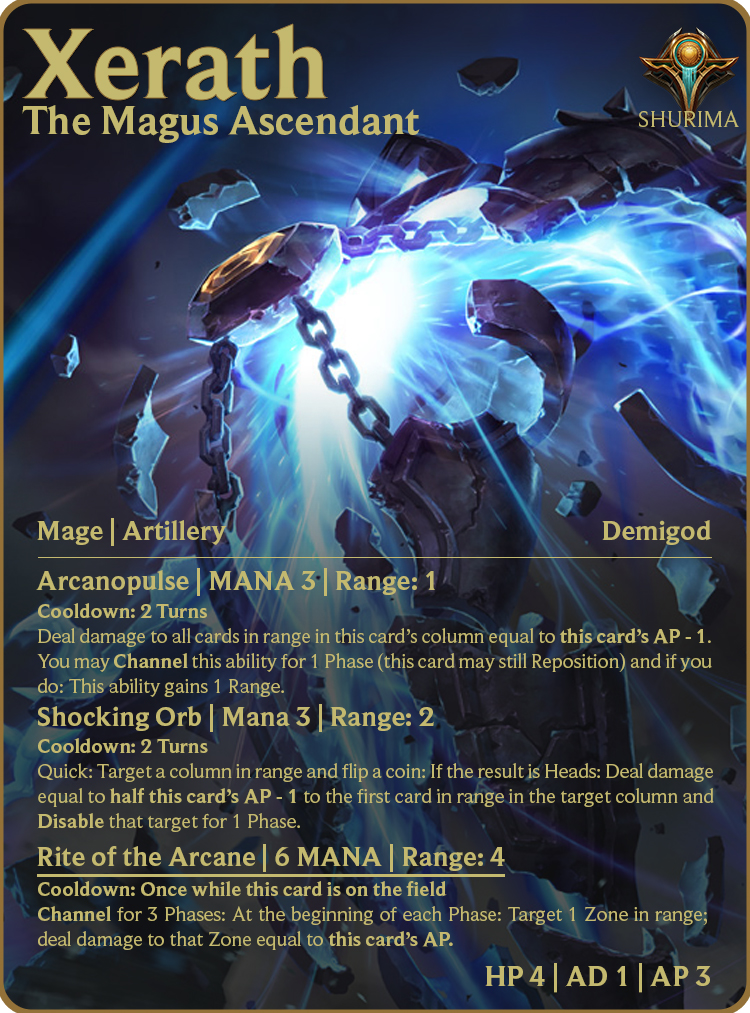 Xerath
The Magus Ascendant
SHURIMA
Mage | Artillery
Demigod
Arcanopulse | MANA 3 | Range: 1
Cooldown: 2 Turns
Deal damage to all cards in range in this card's column equal to this card's AP - 1.
You may Channel this ability for 1 Phase (this card may still Reposition) and if you
do: This ability gains 1 Range.
Shocking Orb | Mana 3 | Range: 2
Cooldown: 2 Turns
Quick: Target a column in range and flip a coin: If the result is Heads: Deal damage
equal to half this card's AP - 1 to the first card in range in the target column and
Disable that target for 1 Phase.
Rite of the Arcane | 6 MANA | Range: 4
Cooldown: Once while this card is on the field
Channel for 3 Phases: At the beginning of each Phase: Target 1 Zone in range;
deal damage to that Zone equal to this card's AP.
HP 4 | AD 1 | AP 3